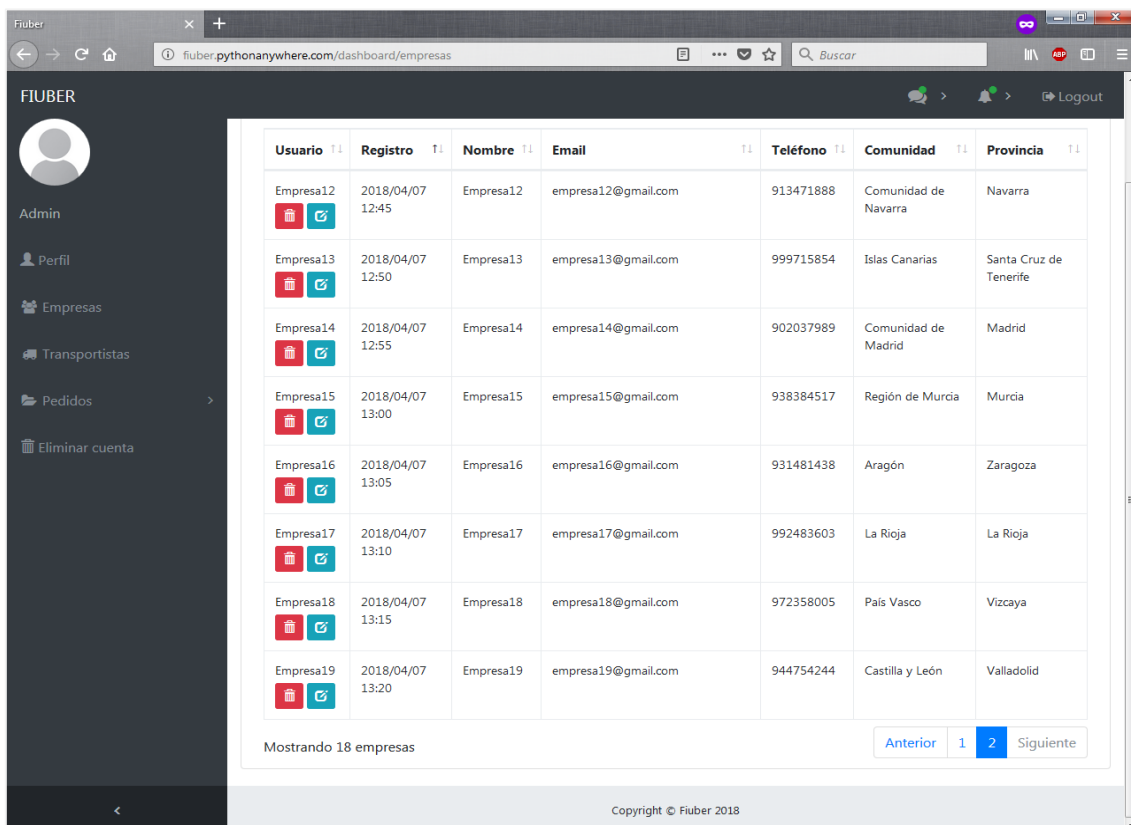 Fiuber
fiuber.pythonanywhere.com/dashboard/empresas
Buscar
ABP
FIUBER
Logout
Admin
Perfil
Empresas
Transportistas
Pedidos
Eliminar cuenta
Usuario Registro Nombre Email Teléfono Comunidad Provincia
Empresa12 2018/04/07 Empresa12 empresa12@gmail.com 913471888 Comunidad de Navarra
12:45 Navarra
Empresa13 2018/04/07 Empresa13 empresa13@gmail.com 999715854 Islas Canarias Santa Cruz de
12:50 Tenerife
Empresa14 2018/04/07 Empresa14 empresa14@gmail.com 902037989 Comunidad de Madrid
12:55 Madrid
Empresa15 2018/04/07 Empresa15 empresa15@gmail.com 938384517 Región de Murcia Murcia
13:00
Empresa16 2018/04/07 Empresa16 empresa16@gmail.com 931481438 Aragón Zaragoza
13:05
Empresa17 2018/04/07 Empresa17 empresa17@gmail.com 992483603 La Rioja La Rioja
13:10
Empresa18 2018/04/07 Empresa18 empresa18@gmail.com 972358005 País Vasco Vizcaya
13:15
Empresa19 2018/04/07 Empresa19 empresa19@gmail.com 944754244 Castilla y León Valladolid
13:20
Mostrando 18 empresas
Anterior 1 2 Siguiente
Copyright © Fiuber 2018